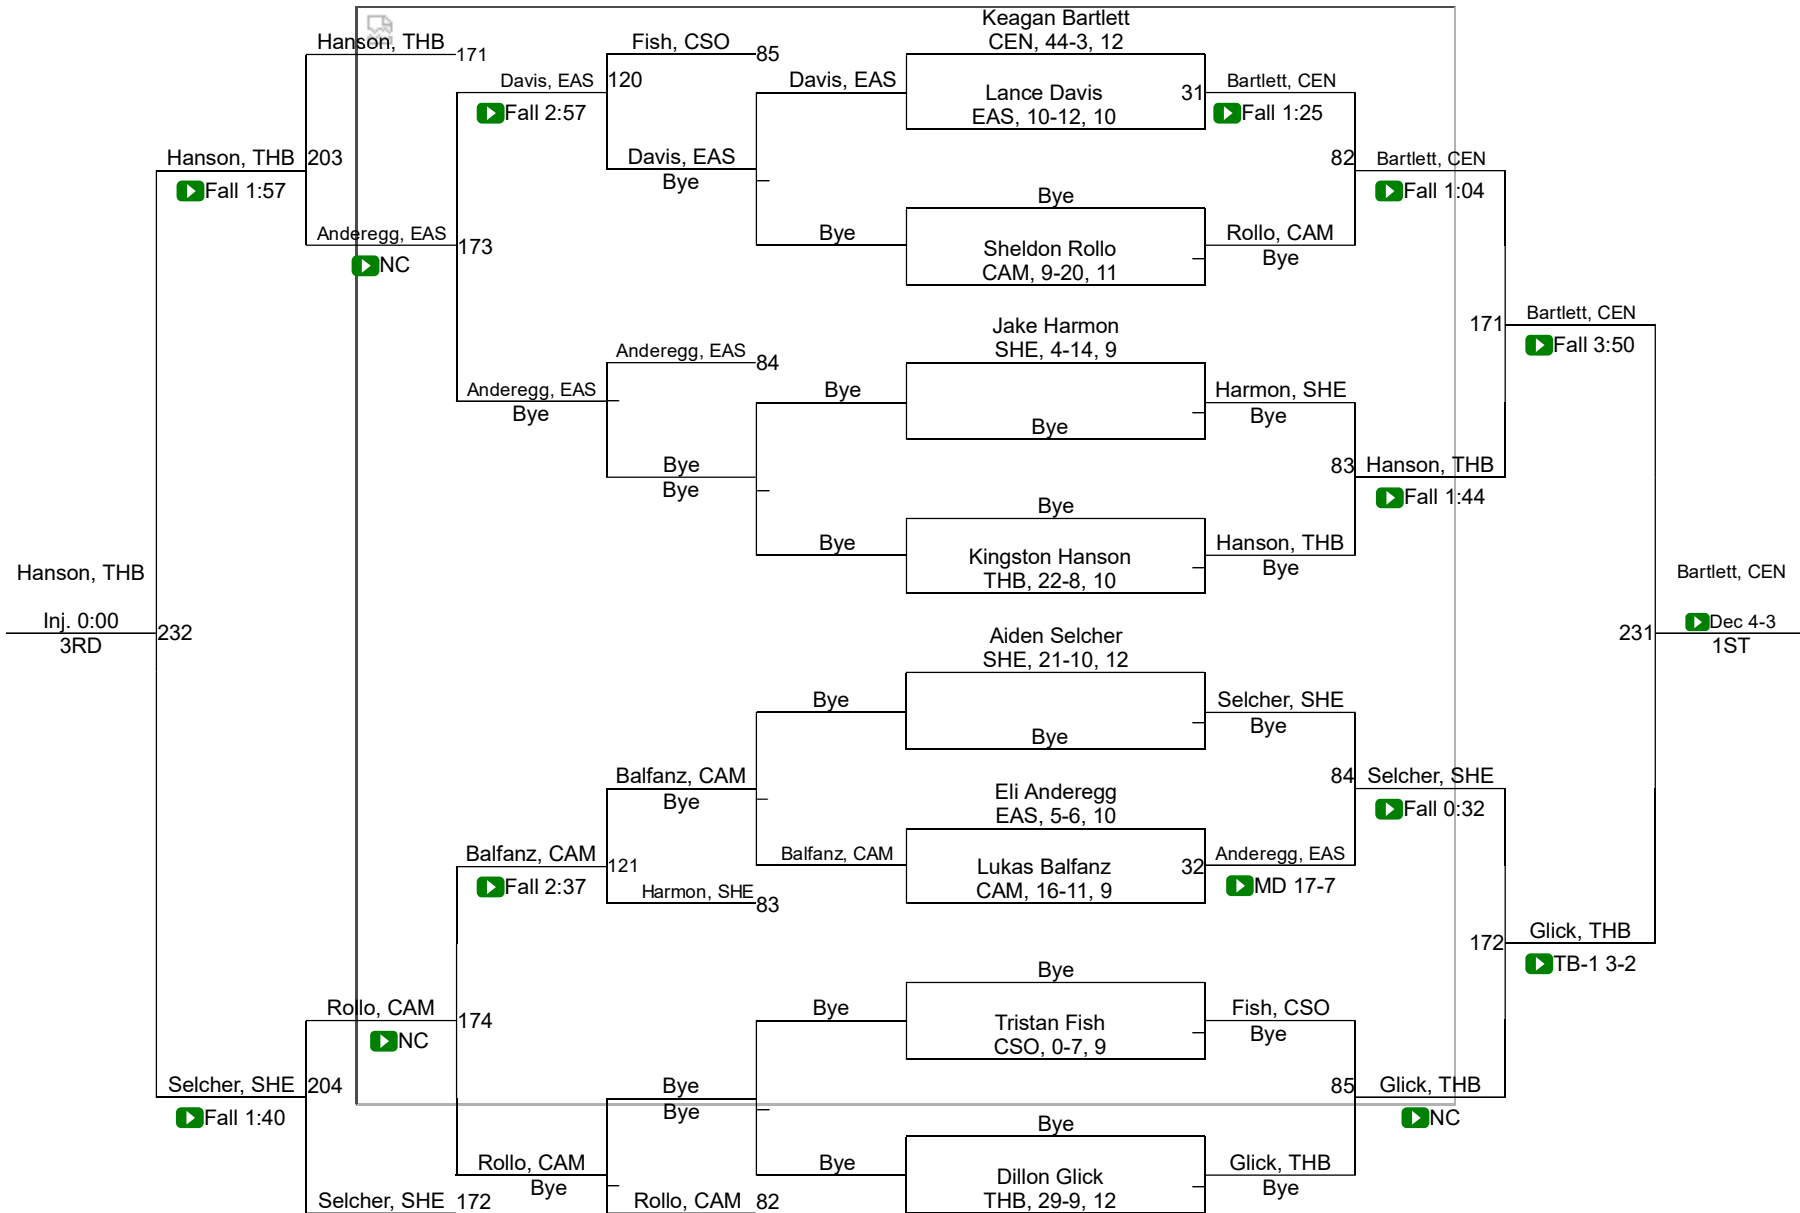 Keagan Bartlett
Hanson, THB
171
Fish, CSO
85
CEN, 44-3, 12
Davis, EAS
120
Davis, EAS
Lance Davis
31
Bartlett, CEN
Fall 2:57
EAS, 10-12, 10
Fall 1:25
Hanson, THB
203
Davis, EAS
82
Bartlett, CEN
Fall 1:57
Bye
Bye
Fall 1:04
Anderegg, EAS
173
Bye
Sheldon Rollo
Rollo, CAM
NC
CAM, 9-20, 11
Bye
Jake Harmon
171
Bartlett, CEN
Anderegg, EAS
84
SHE, 4-14, 9
Fall 3:50
Anderegg, EAS
Bye
Harmon, SHE
Bye
Bye
Bye
Bye
83
Hanson, THB
Bye
Bye
Fall 1:44
Bye
Kingston Hanson
Hanson, THB
THB, 22-8, 10
Bye
Hanson, THB
Bartlett, CEN
Inj. 0:00
232
231
Dec 4-3
3RD
1ST
Aiden Selcher
SHE, 21-10, 12
Bye
Selcher, SHE
Bye
Bye
Balfanz, CAM
84
Selcher, SHE
Bye
Eli Anderegg
Fall 0:32
EAS, 5-6, 10
Balfanz, CAM
121
Balfanz, CAM
Lukas Balfanz
32
Anderegg, EAS
Fall 2:37
Harmon, SHE
83
CAM, 16-11, 9
MD 17-7
172
Glick, THB
Bye
TB-1 3-2
Rollo, CAM
174
Bye
Tristan Fish
Fish, CSO
NC
CSO, 0-7, 9
Bye
Selcher, SHE
204
Bye
85
Glick, THB
Fall 1:40
Bye
Bye
NC
Rollo, CAM
Bye
Dillon Glick
Glick, THB
Bye
THB, 29-9, 12
Bye
Selcher, SHE
172
Rollo, CAM
82